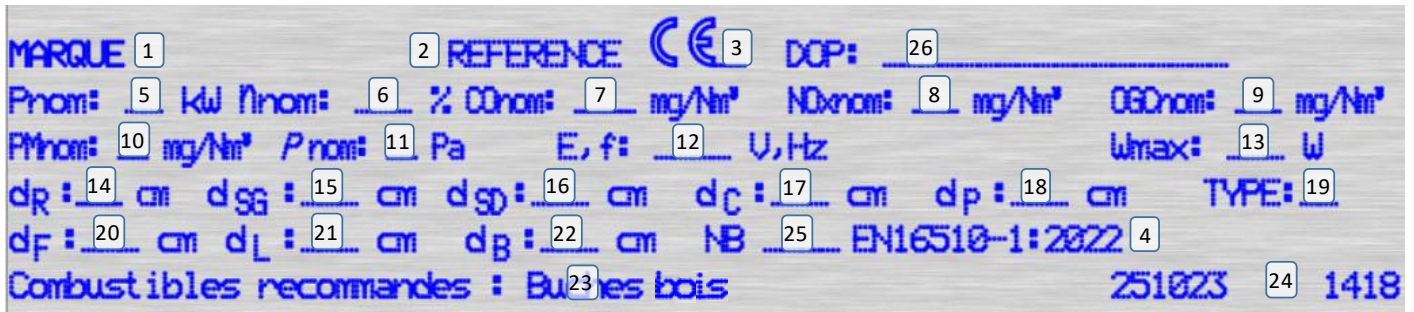 MARQUE 1 2 REFERENCE CE 3 DOP: 26
Pnom: 5 kW ηnom: 6 % COnom: 7 mg/Nm³ NOxnom: 8 mg/Nm³ OGCnom: 9 mg/Nm³
PMnom: 10 mg/Nm³ Pnom: 11 Pa E,f: 12 V,Hz Wmax: 13 W
dR : 14 cm dSG : 15 cm dSD : 16 cm dC : 17 cm dP : 18 cm TYPE: 19
dF : 20 cm dL : 21 cm dB : 22 cm NB 25 EN16510-1:2022 4
Combustibles recommandes : Buches bois 23 251023 24 1418